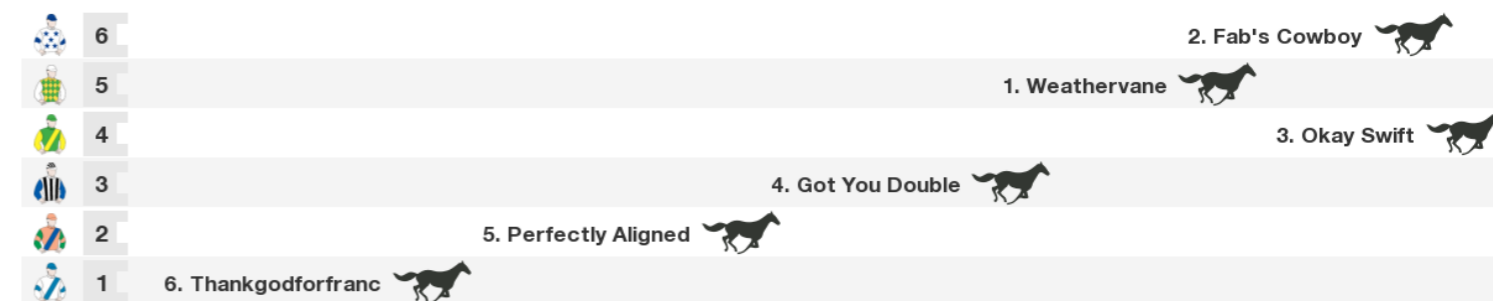 6 2. Fab's Cowboy
5 1. Weathervane
4 3. Okay Swift
3 4. Got You Double
2 5. Perfectly Aligned
1 6. Thankgodforfranc